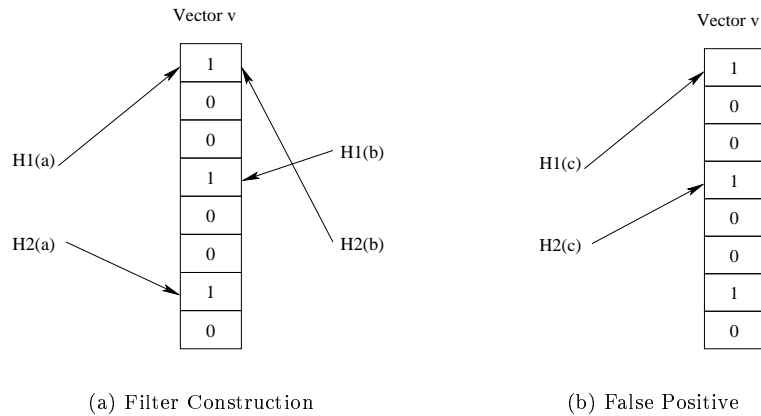 Vector v
1
0
0
1
0
0
1
0
H1(a)
H2(a)
H1(b)
H2(b)
(a) Filter Construction
Vector v
1
0
0
1
0
0
1
0
H1(c)
H2(c)
(b) False Positive